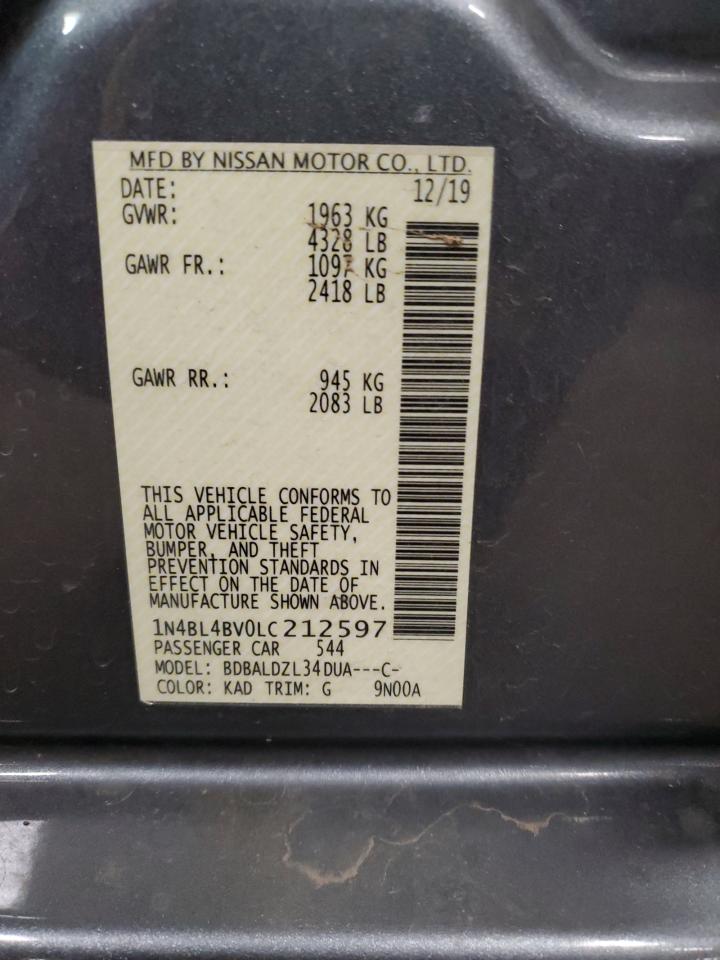 MFD BY NISSAN MOTOR CO., LTD.
DATE: 12/19
GVWR: 1963 KG
4328 LB
GAWR FR.: 1097 KG
2418 LB
GAWR RR.: 945 KG
2083 LB
THIS VEHICLE CONFORMS TO
ALL APPLICABLE FEDERAL
MOTOR VEHICLE SAFETY,
BUMPER, AND THEFT
PREVENTION STANDARDS IN
EFFECT ON THE DATE OF
MANUFACTURE SHOWN ABOVE.
1N4BL4BV0LC212597
PASSENGER CAR 544
MODEL: BDBALDZL34DUA---C-
COLOR: KAD TRIM: G 9N00A